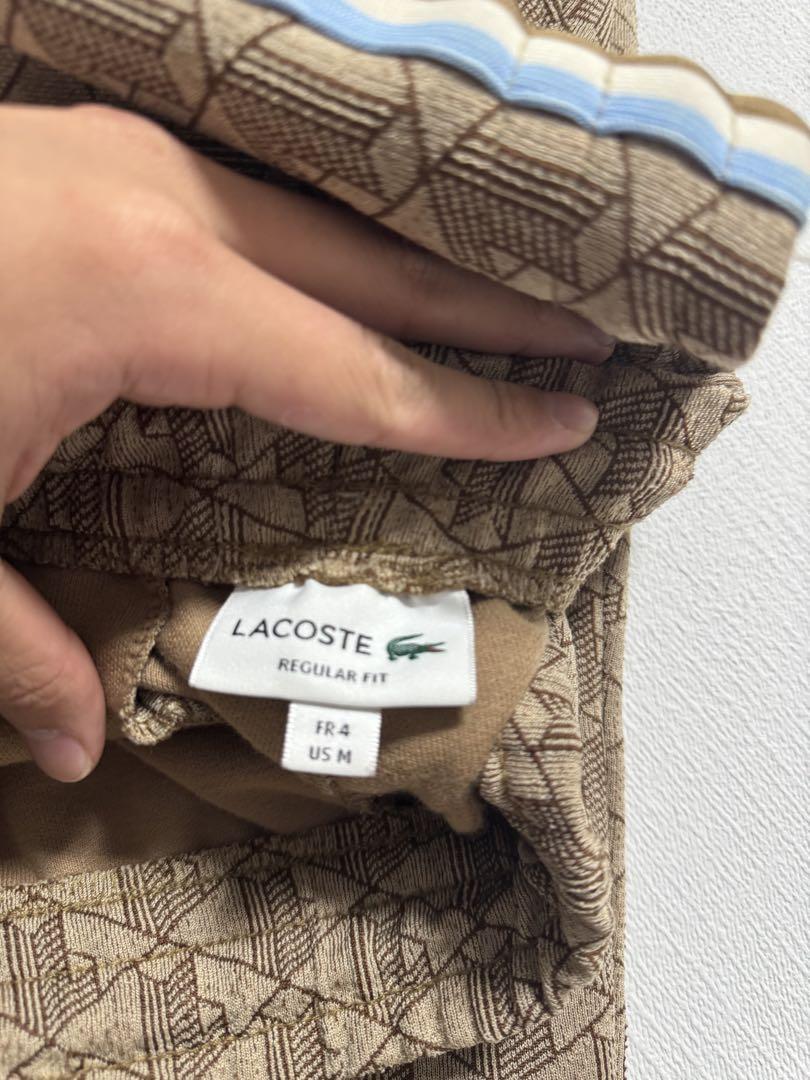 LACOSTE
REGULAR FIT
FR 4
US M